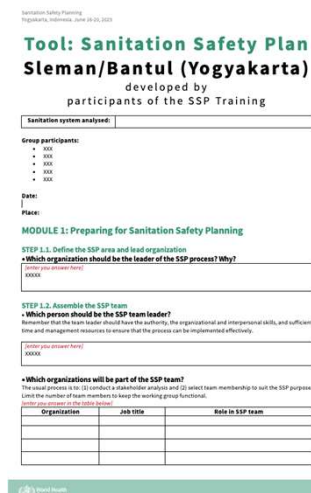 Sanitation Safety Planning
Yogyakarta, Indonesia. June 19-23, 2023
Tool: Sanitation Safety Plan
Sleman/Bantul (Yogyakarta)
developed by
participants of the SSP Training
Sanitation system analysed:
Group participants:
• XXX
• XXX
• XXX
• XXX
• XXX
Date:
Place:
MODULE 1: Preparing for Sanitation Safety Planning
STEP 1.1. Define the SSP area and lead organization
• Which organization should be the leader of the SSP process? Why?
[enter you answer here]
XXXXX
STEP 1.2. Assemble the SSP team
• Which person should be the SSP team leader?
Remember that the team leader should have the authority, the organizational and interpersonal skills, and sufficien
time and management resources to ensure that the process can be implemented effectively.
[enter you answer here]
XXXXX
• Which organizations will be part of the SSP team?
The usual process is to: (1) conduct a stakeholder analysis and (2) select team membership to suit the SSP purpose
Limit the number of team members to keep the working group functional.
[enter you answer in the table below]
Organization Job title Role in SSP team
World Health